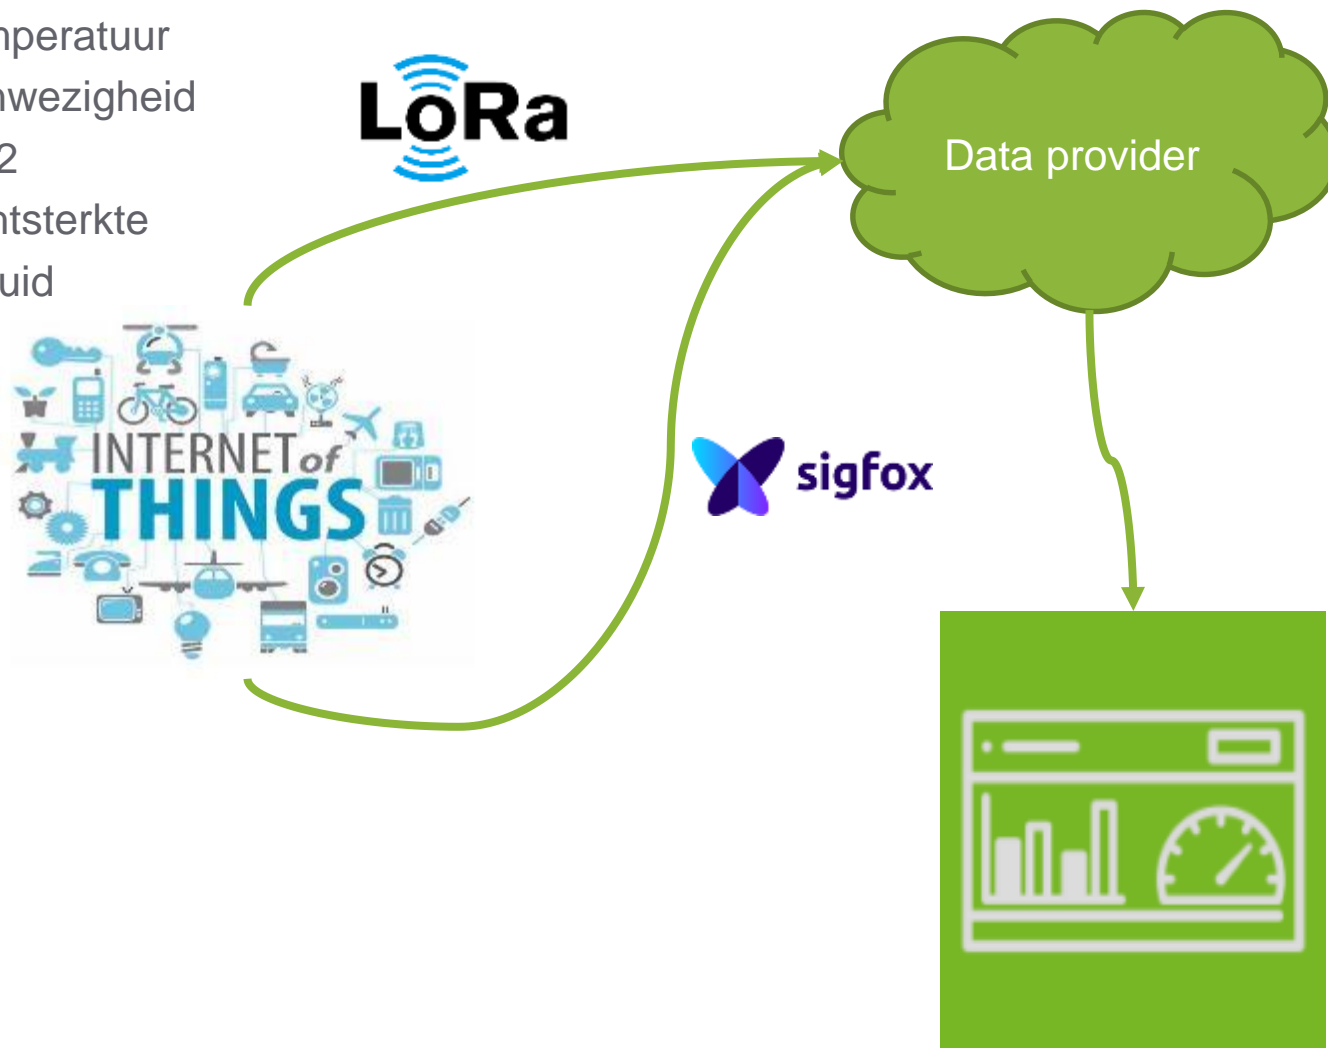 nperatuur
nwezigheid
2
ntsterkte
uid
LoRa
Data provider
INTERNET of
THINGS
sigfox